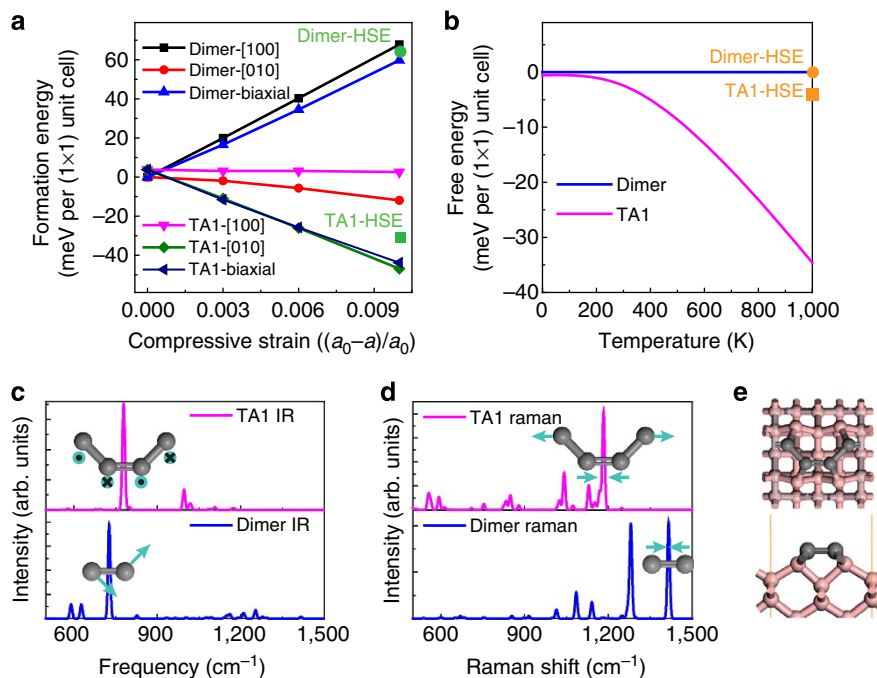 a
Formation energy
(meV per (1×1) unit cell)
60
40
20
0
−20
−40
Dimer-[100]
Dimer-[010]
Dimer-biaxial
Dimer-HSE
TA1-HSE
TA1-[100]
TA1-[010]
TA1-biaxial
0.000
0.003
0.006
0.009
Compressive strain ((a₀–a)/a₀)
b
Free energy
(meV per (1×1) unit cell)
0
−10
−20
−30
−40
Dimer-HSE
TA1-HSE
Dimer
TA1
0
200
400
600
800
1,000
Temperature (K)
c
Intensity (arb. units)
TA1 IR
Dimer IR
600
900
1,200
1,500
Frequency (cm⁻¹)
d
Intensity (arb. units)
TA1 raman
Dimer raman
600
900
1,200
1,500
Raman shift (cm⁻¹)
e